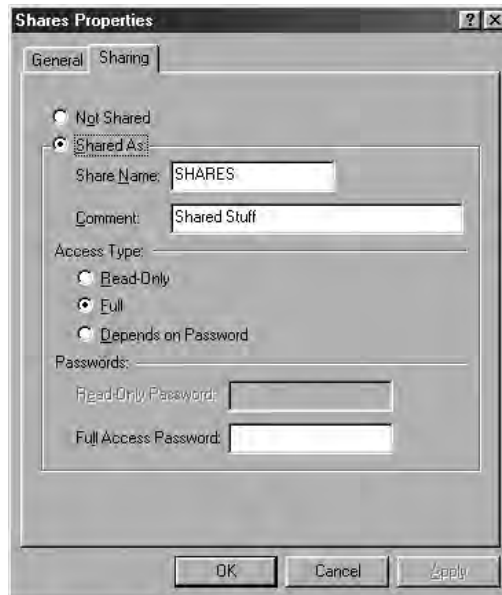 Shares Properties
General Sharing
Not Shared
Shared As:
Share Name: SHARES
Comment: Shared Stuff
Access Type:
Read-Only
Full
Depends on Password
Passwords:
Read-Only Password:
Full Access Password:
OK Cancel Apply